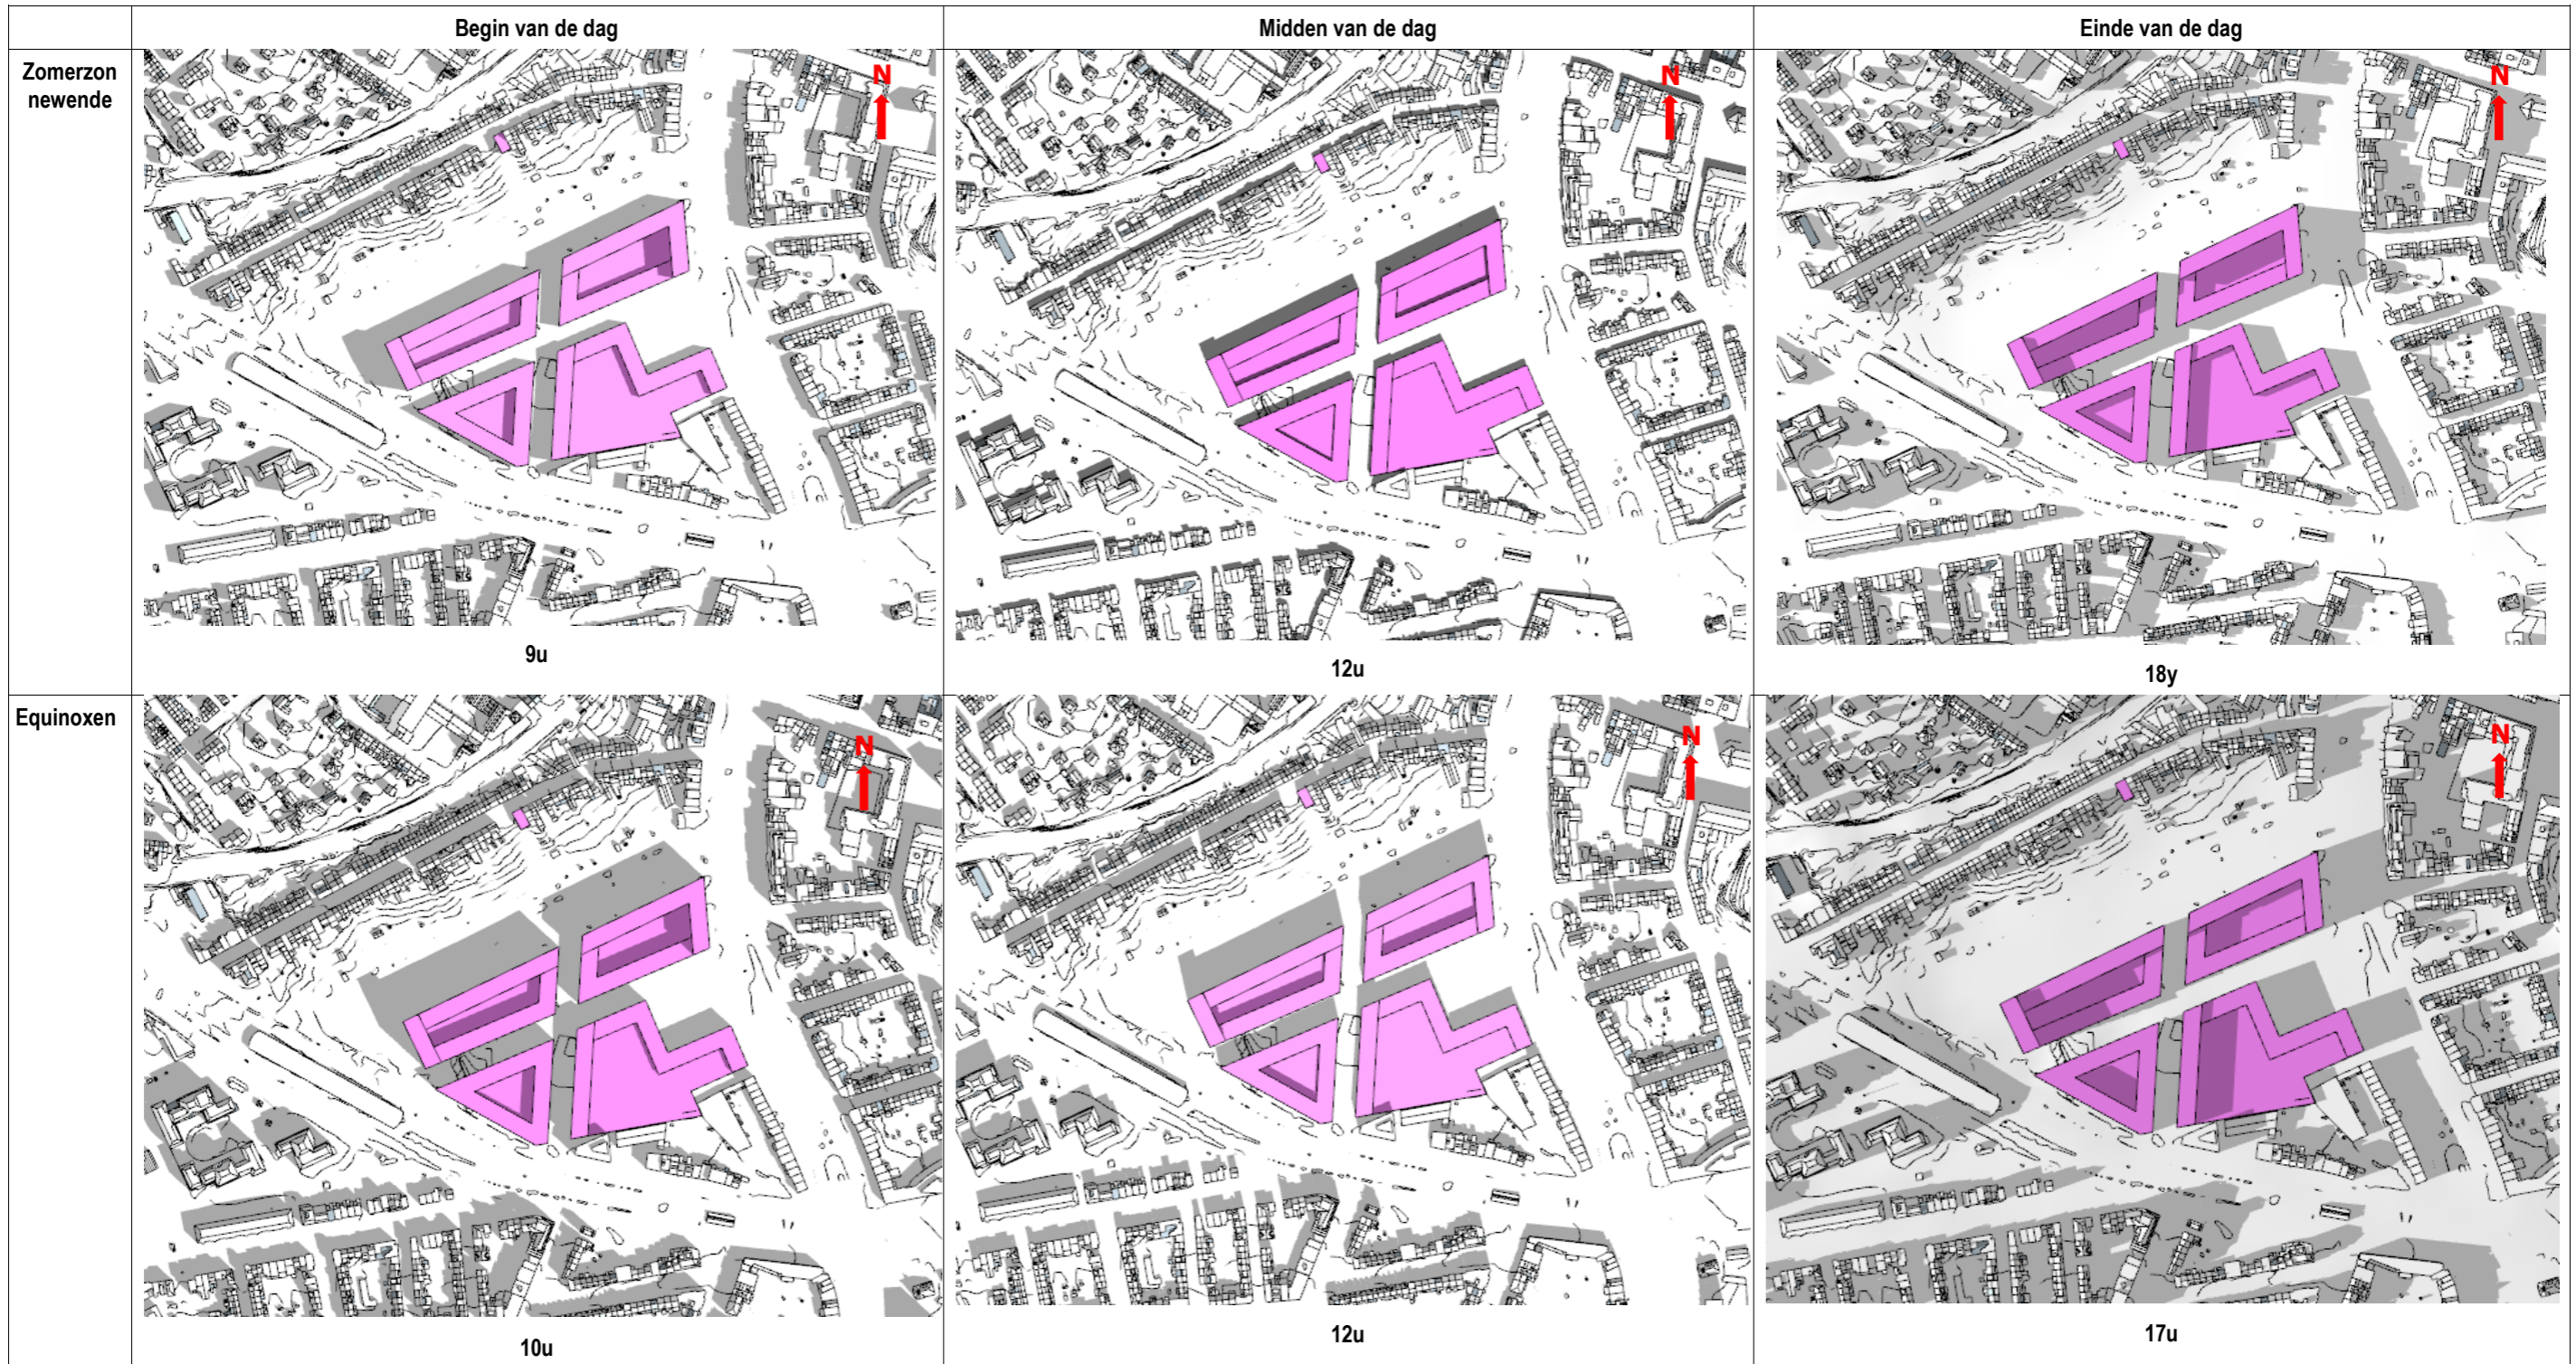 Begin van de dag
Midden van de dag
Einde van de dag
Zomerzon
newende
N
N
N
9u
12u
18y
Equinoxen
N
N
N
10u
12u
17u